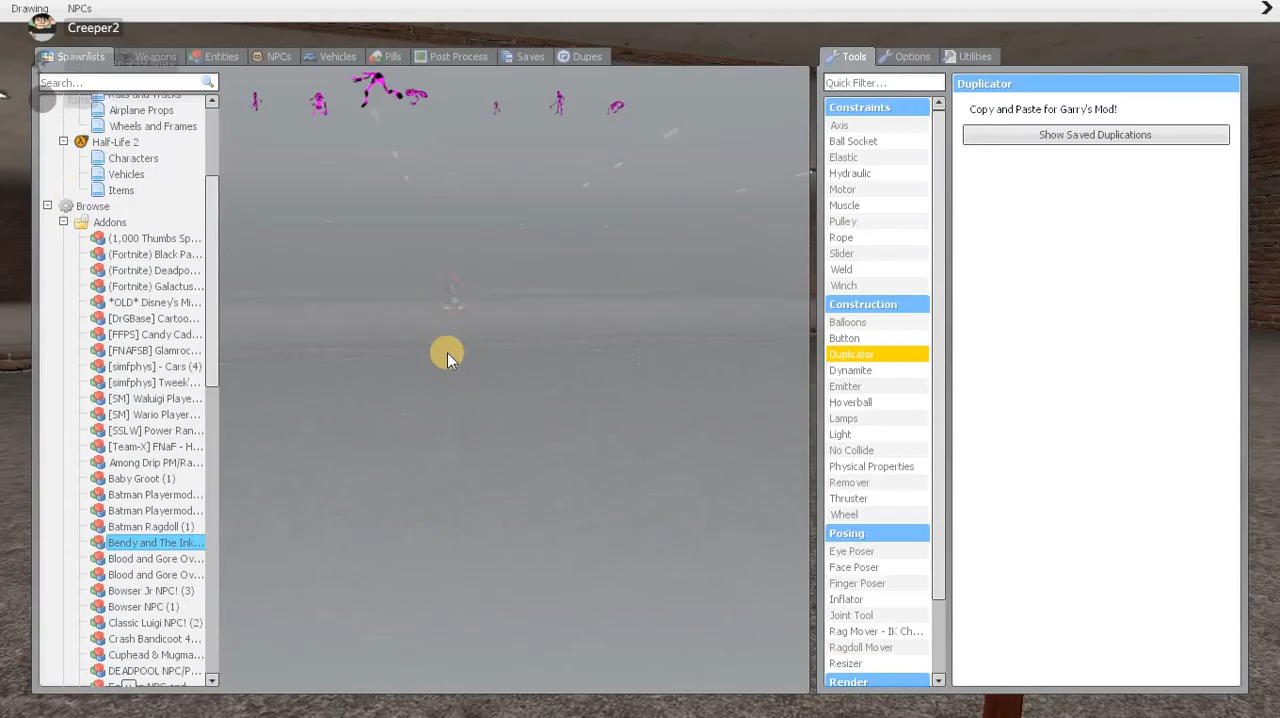 Drawing NPCs
Creeper2
Spawnlists Weapons Entities NPCs Vehicles Pills Post Process Saves Dupes
Search...
Rails and Tracks
Airplane Props
Wheels and Frames
Half-Life 2
Characters
Vehicles
Items
Browse
Addons
(1,000 Thumbs Sp...
(Fortnite) Black Pa...
(Fortnite) Deadpo...
(Fortnite) Galactus...
*OLD* Disney's Mi...
[DrGBase] Cartoo...
[FFPS] Candy Cad...
[FNAFSB] Glamroc...
[simfphys] - Cars (4)
[simfphys] Tweek'...
[SM] Waluigi Playe...
[SM] Wario Player...
[SSLW] Power Ran...
[Team-X] FNaF - H...
Among Drip PM/Ra...
Baby Groot (1)
Batman Playermod...
Batman Playermod...
Batman Ragdoll (1)
Bendy and The Ink...
Blood and Gore Ov...
Blood and Gore Ov...
Bowser Jr NPC! (3)
Bowser NPC (1)
Classic Luigi NPC! (2)
Crash Bandicoot 4...
Cuphead & Mugma...
DEADPOOL NPC/P...
Tools Options Utilities
Quick Filter...
Constraints
Axis
Ball Socket
Elastic
Hydraulic
Motor
Muscle
Pulley
Rope
Slider
Weld
Winch
Construction
Balloons
Button
Duplicator
Dynamite
Emitter
Hoverball
Lamps
Light
No Collide
Physical Properties
Remover
Thruster
Wheel
Posing
Eye Poser
Face Poser
Finger Poser
Inflator
Joint Tool
Rag Mover - IK Ch...
Ragdoll Mover
Resizer
Render
Duplicator
Copy and Paste for Garry's Mod!
Show Saved Duplications